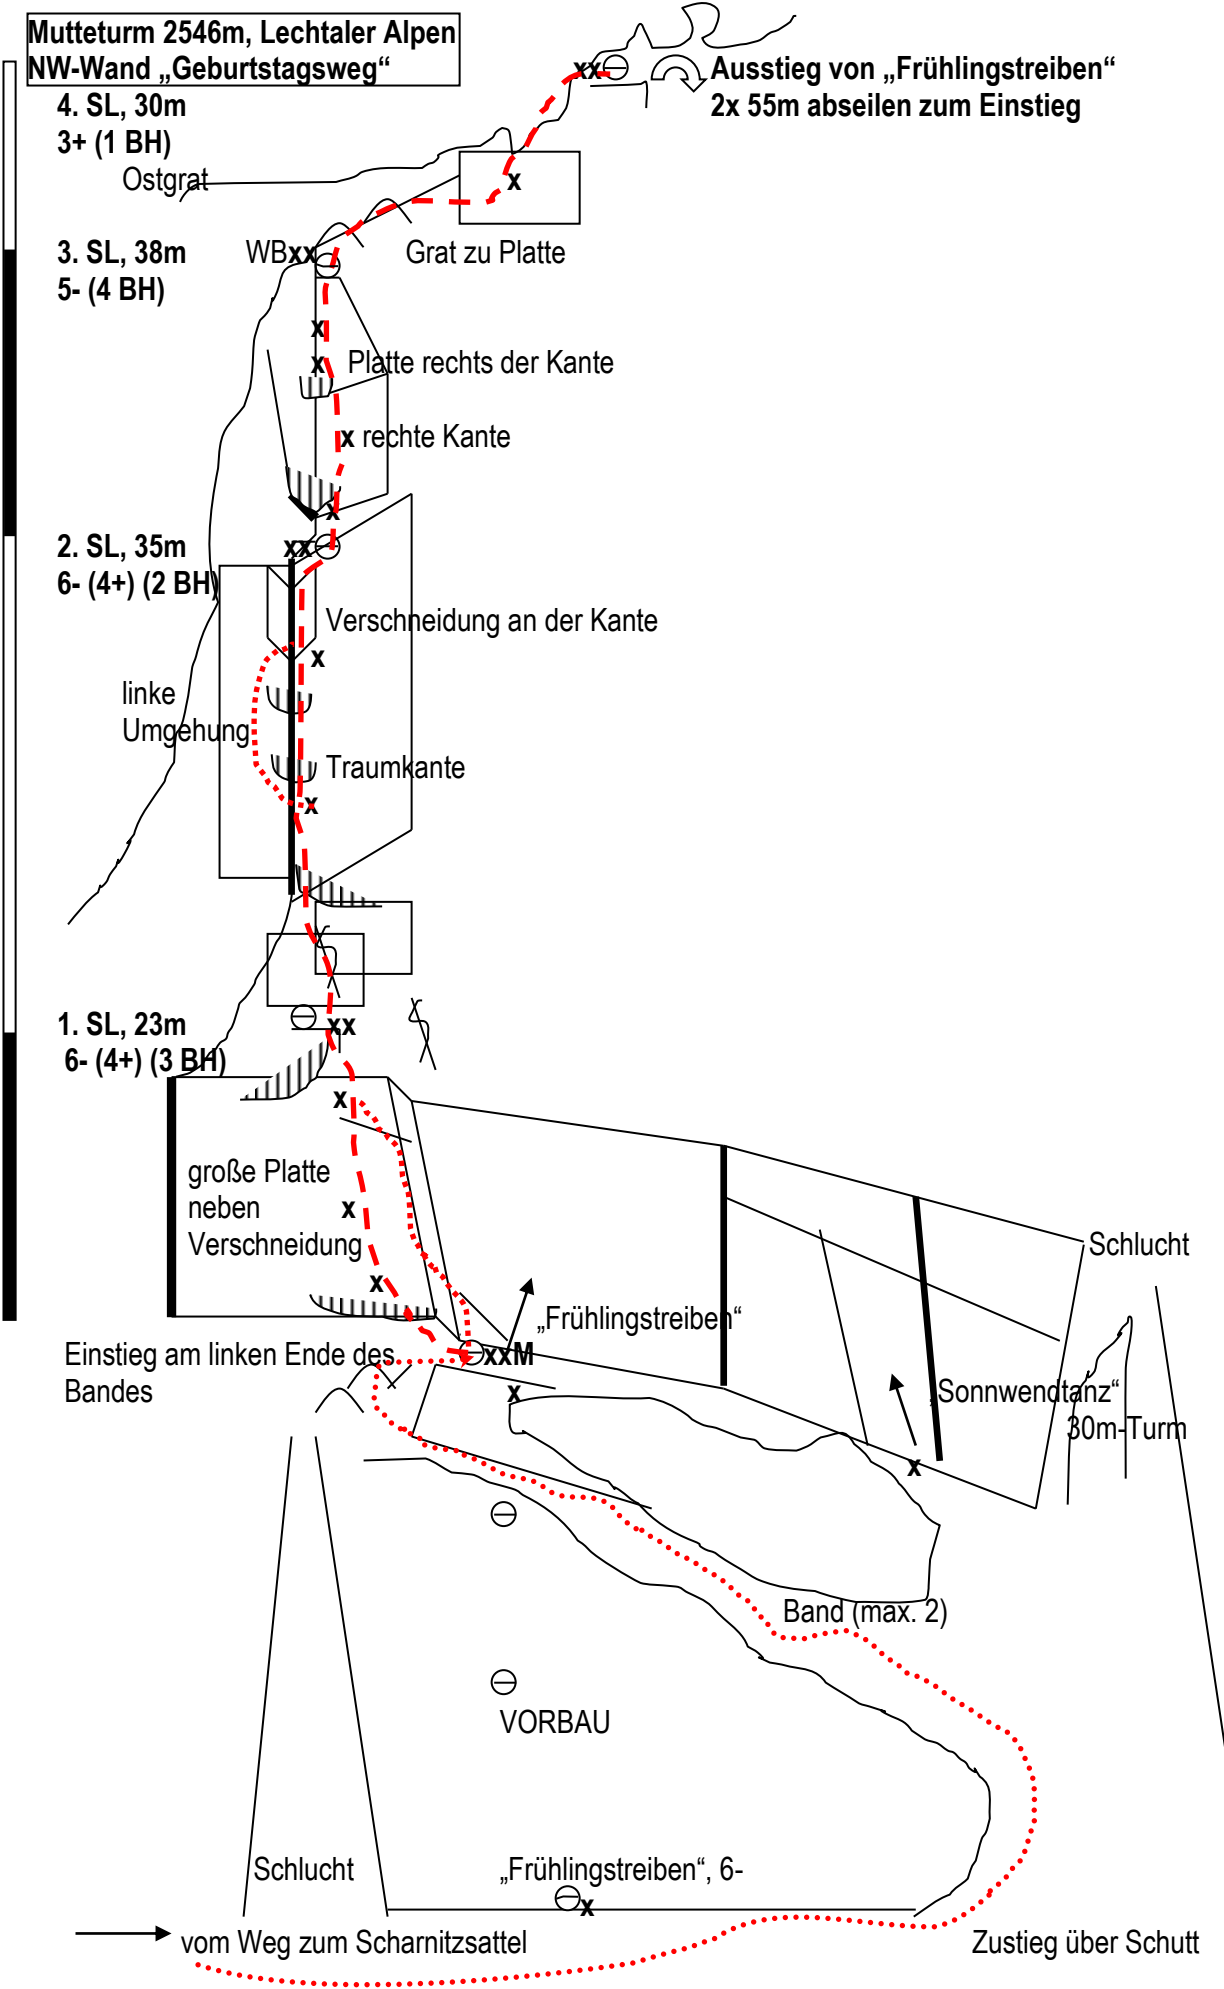 Mutteturm 2546m, Lechtaler Alpen
NW-Wand „Geburtstagsweg“
xx
Ausstieg von „Frühlingstreiben“
2x 55m abseilen zum Einstieg
4. SL, 30m
3+ (1 BH)
Ostgrat
x
3. SL, 38m
5- (4 BH)
WBxx
Grat zu Platte
x
x
Platte rechts der Kante
x rechte Kante
x
2. SL, 35m
6- (4+) (2 BH)
xx
Verschneidung an der Kante
x
linke
Umgehung
Traumkante
x
1. SL, 23m
6- (4+) (3 BH)
xx
x
große Platte
neben
Verschneidung
x
x
Schlucht
„Frühlingstreiben“
Einstieg am linken Ende des
Bandes
xxM
x
„Sonnwendtanz“
30m-Turm
x
Band (max. 2)
VORBAU
Schlucht
„Frühlingstreiben“, 6-
x
vom Weg zum Scharnitzsattel
Zustieg über Schutt